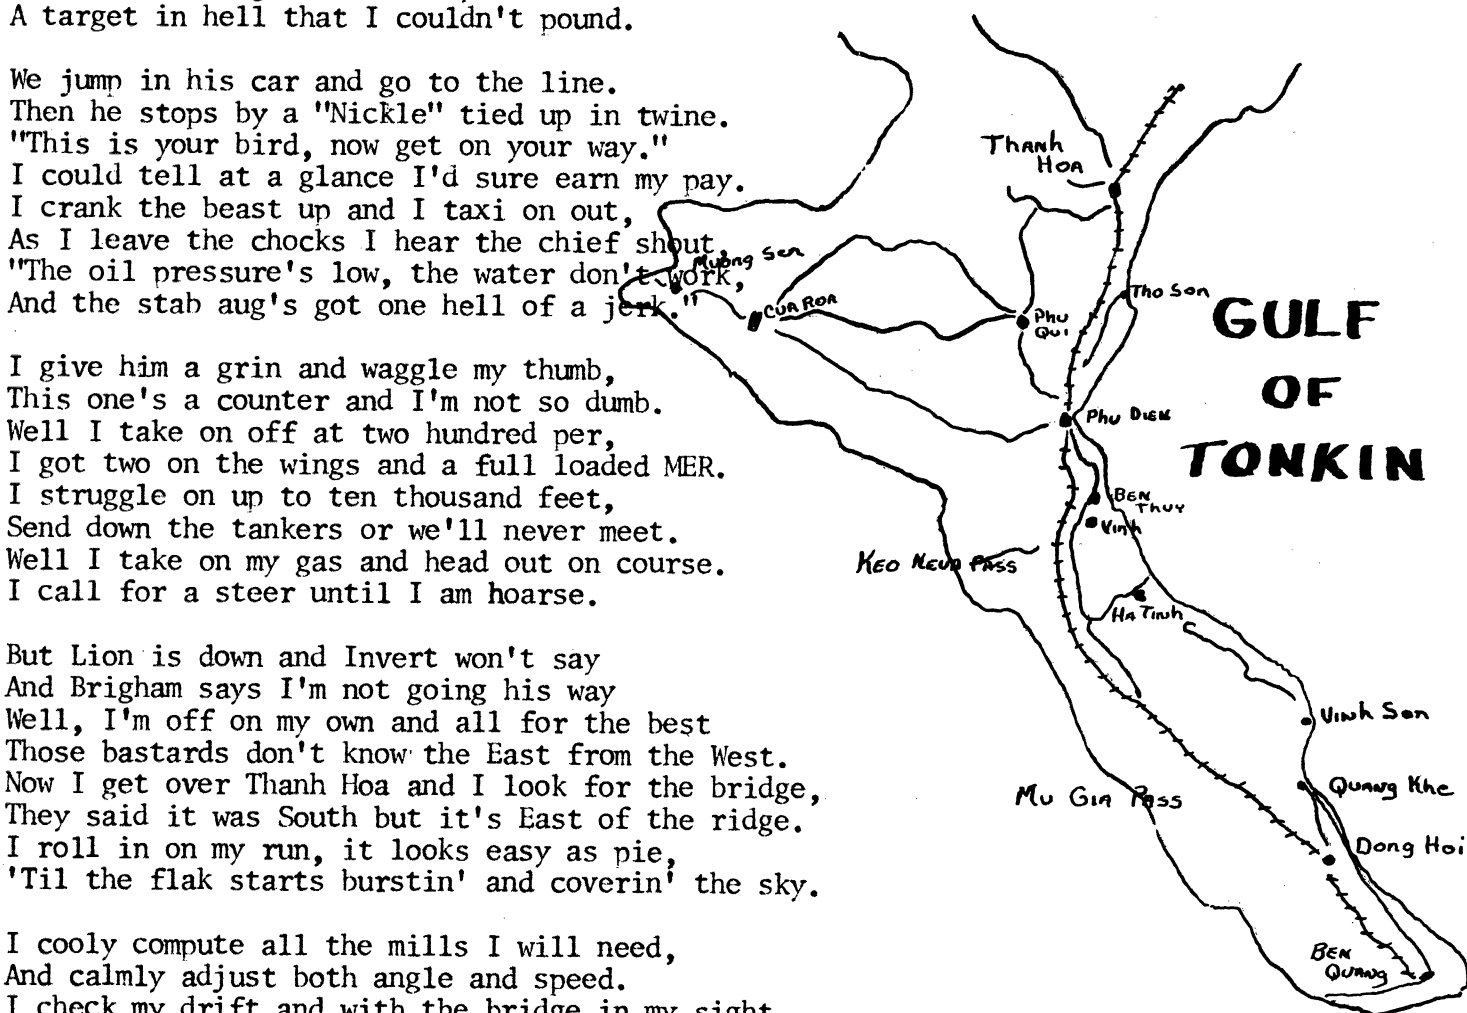 A target in hell that I couldn't pound.
We jump in his car and go to the line.
Then he stops by a "Nickle" tied up in twine.
"This is your bird, now get on your way."
I could tell at a glance I'd sure earn my pay.
I crank the beast up and I taxi on out,
As I leave the chocks I hear the chief shout,
"The oil pressure's low, the water don't work,
And the stab aug's got one hell of a jerk."
I give him a grin and waggle my thumb,
This one's a counter and I'm not so dumb.
Well I take on off at two hundred per,
I got two on the wings and a full loaded MER.
I struggle on up to ten thousand feet,
Send down the tankers or we'll never meet.
Well I take on my gas and head out on course.
I call for a steer until I am hoarse.
But Lion is down and Invert won't say
And Brigham says I'm not going his way
Well, I'm off on my own and all for the best
Those bastards don't know the East from the West.
Now I get over Thanh Hoa and I look for the bridge,
They said it was South but it's East of the ridge.
I roll in on my run, it looks easy as pie,
'Til the flak starts burstin' and coverin' the sky.
I cooly compute all the mills I will need,
And calmly adjust both angle and speed.
I check my drift and with the bridge in my sight
THANH
HOA
Muong Sen
CUA ROA
PHU
QUI
Tho Son
GULF
OF
TONKIN
PHU DIEN
BEN
THUY
Vinh
KEO NEUA PASS
HA TINH
VINH SON
MU GIA PASS
QUANG KHE
DONG HOI
BEN
QUANG